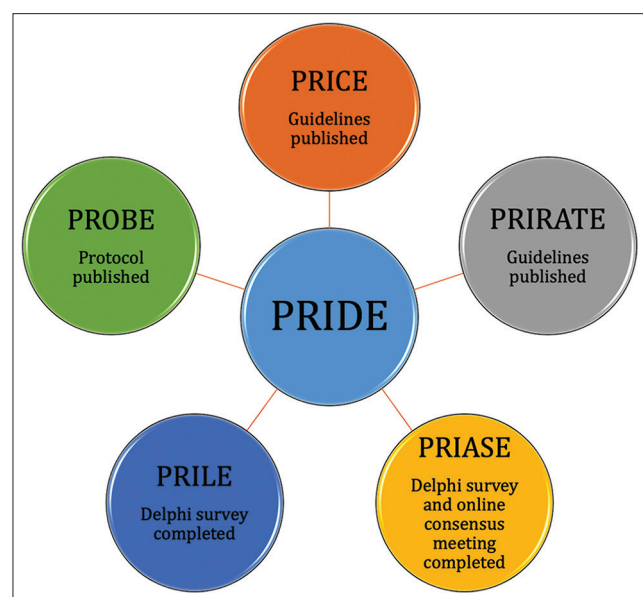 PRICE
Guidelines
published
PROBE
Protocol
published
PRIRATE
Guidelines
published
PRIDE
PRILE
Delphi survey
completed
PRIASE
Delphi survey
and online
consensus
meeting
completed